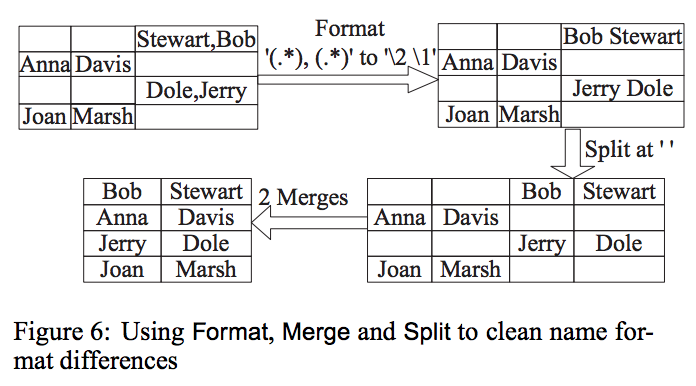 Stewart,Bob
Anna Davis
Dole,Jerry
Joan Marsh
Format
'(.*), (.*)' to '\2 \1'
Bob Stewart
Anna Davis
Jerry Dole
Joan Marsh
Split at ' '
Bob Stewart
Anna Davis
Jerry Dole
Joan Marsh
2 Merges
Bob Stewart
Anna Davis
Jerry Dole
Joan Marsh
Figure 6: Using Format, Merge and Split to clean name for-
mat differences